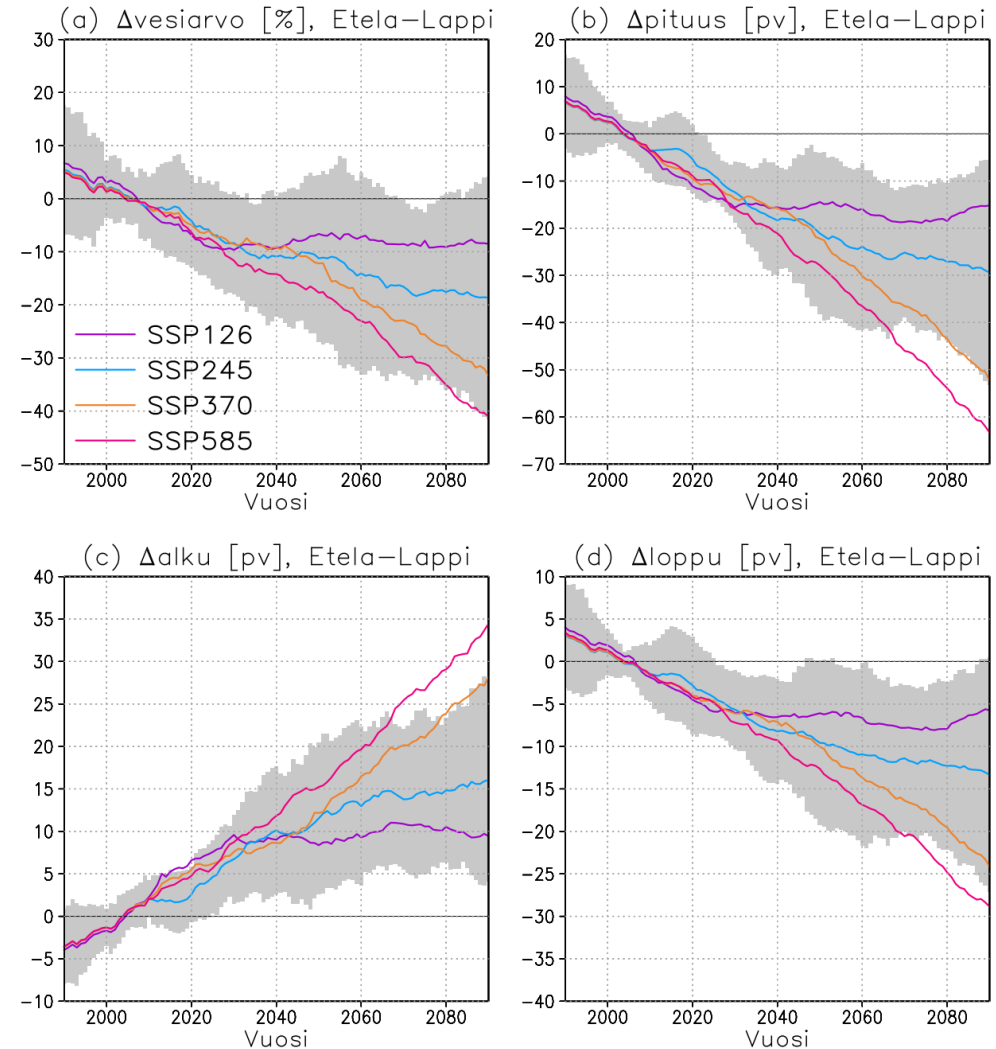 (a) Δvesiarvo [%], Etela−Lappi
30
20
10
0
−10
−20
−30
−40
−50
SSP126
SSP245
SSP370
SSP585
2000 2020 2040 2060 2080
Vuosi
(b) Δpituus [pv], Etela−Lappi
20
10
0
−10
−20
−30
−40
−50
−60
−70
2000 2020 2040 2060 2080
Vuosi
(c) Δalku [pv], Etela−Lappi
40
35
30
25
20
15
10
5
0
−5
−10
2000 2020 2040 2060 2080
Vuosi
(d) Δloppu [pv], Etela−Lappi
10
5
0
−5
−10
−15
−20
−25
−30
−35
−40
2000 2020 2040 2060 2080
Vuosi